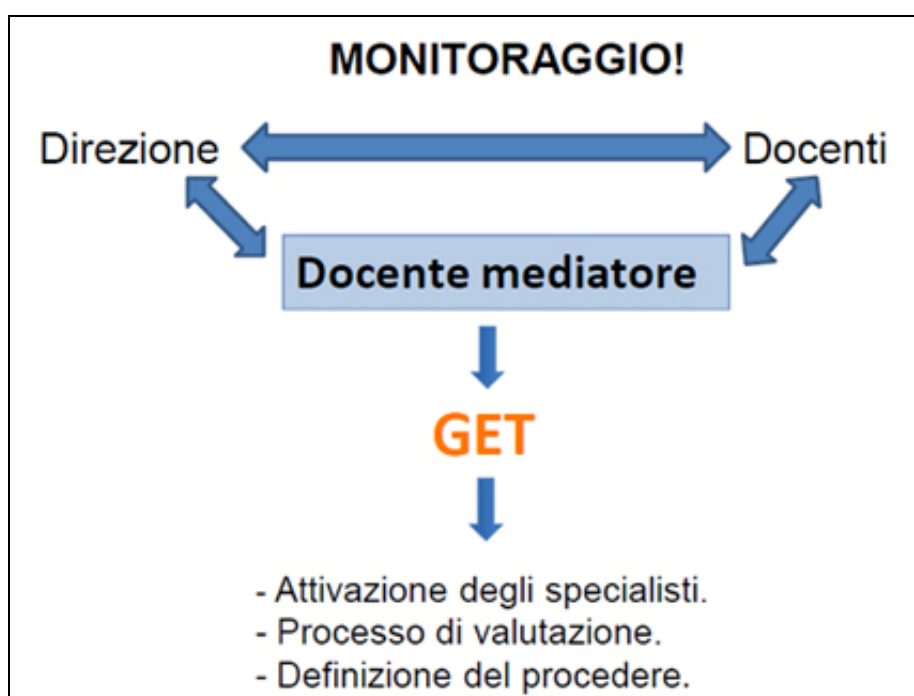 MONITORAGGIO!
Direzione
Docenti
Docente mediatore
GET
- Attivazione degli specialisti.
- Processo di valutazione.
- Definizione del procedere.